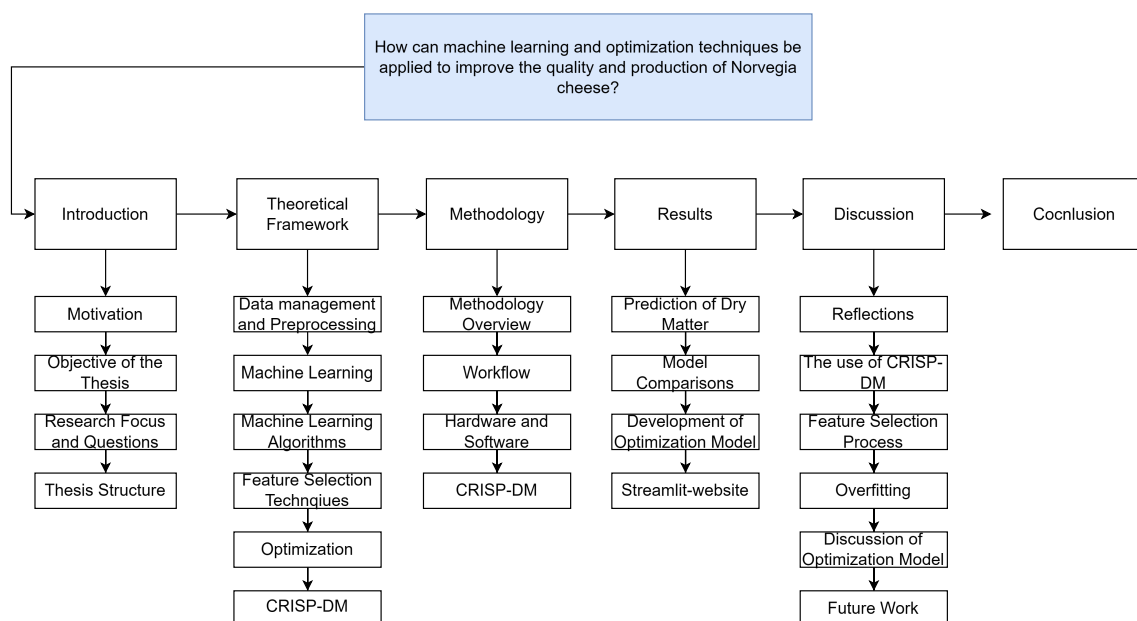 How can machine learning and optimization techniques be
applied to improve the quality and production of Norvegia
cheese?
Introduction
Theoretical
Framework
Methodology
Results
Discussion
Cocnlusion
Motivation
Objective of the
Thesis
Research Focus
and Questions
Thesis Structure
Data management
and Preprocessing
Machine Learning
Machine Learning
Algorithms
Feature Selection
Technqiues
Optimization
CRISP-DM
Methodology
Overview
Workflow
Hardware and
Software
CRISP-DM
Prediction of Dry
Matter
Model
Comparisons
Development of
Optimization Model
Streamlit-website
Reflections
The use of CRISP-
DM
Feature Selection
Process
Overfitting
Discussion of
Optimization Model
Future Work